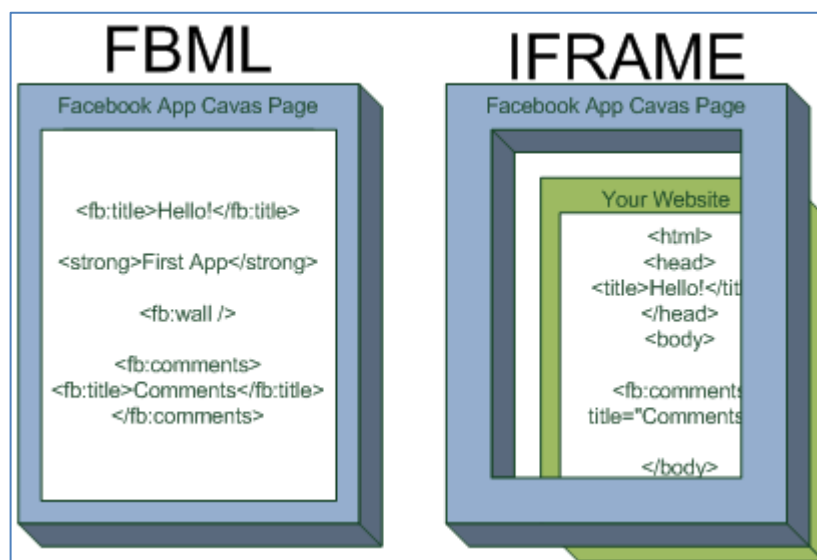 FBML
Facebook App Cavas Page
<fb:title>Hello!</fb:title>
<strong>First App</strong>
<fb:wall />
<fb:comments>
<fb:title>Comments</fb:title>
</fb:comments>
IFRAME
Facebook App Cavas Page
Your Website
<html>
<head>
<title>Hello!</tit
</head>
<body>
<fb:comments
title="Comments
</body>